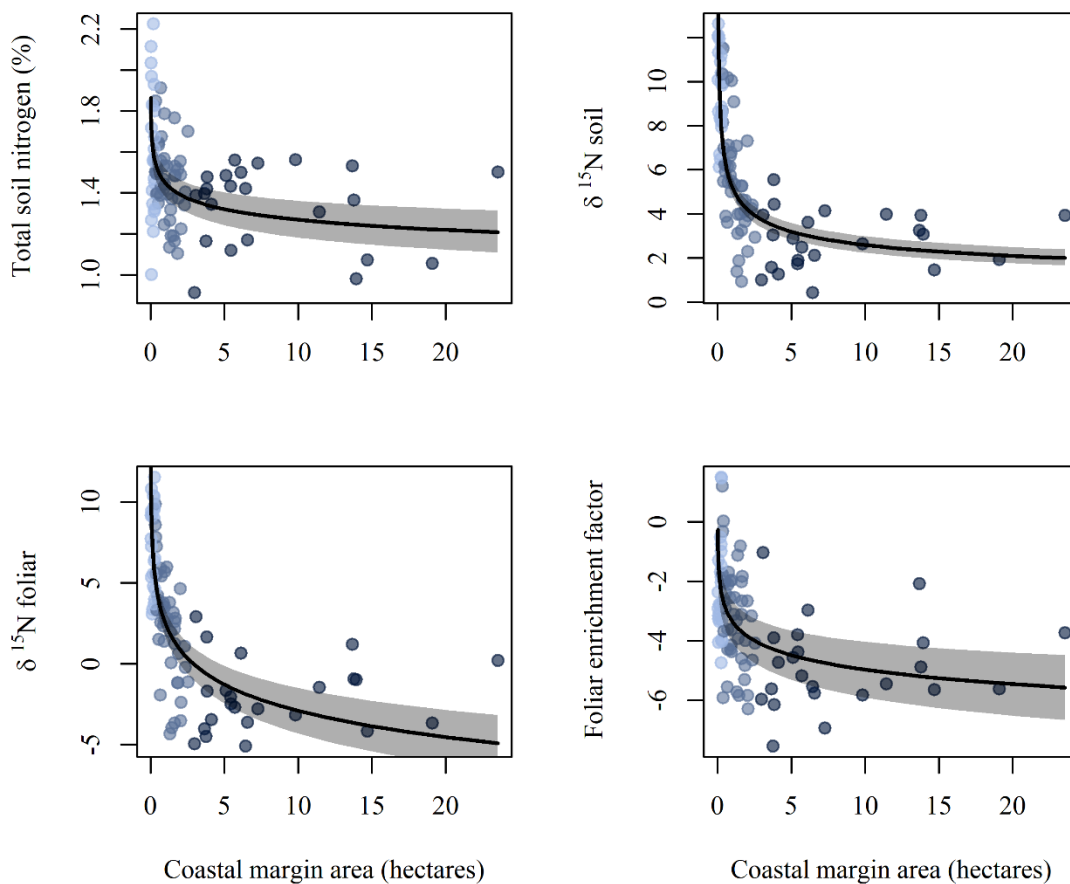 Total soil nitrogen (%)
2.2
1.8
1.4
1.0
0 5 10 15 20
δ ¹⁵N soil
10
8
6
4
2
0
0 5 10 15 20
δ ¹⁵N foliar
10
5
0
-5
0 5 10 15 20
Coastal margin area (hectares)
Foliar enrichment factor
0
-2
-4
-6
0 5 10 15 20
Coastal margin area (hectares)